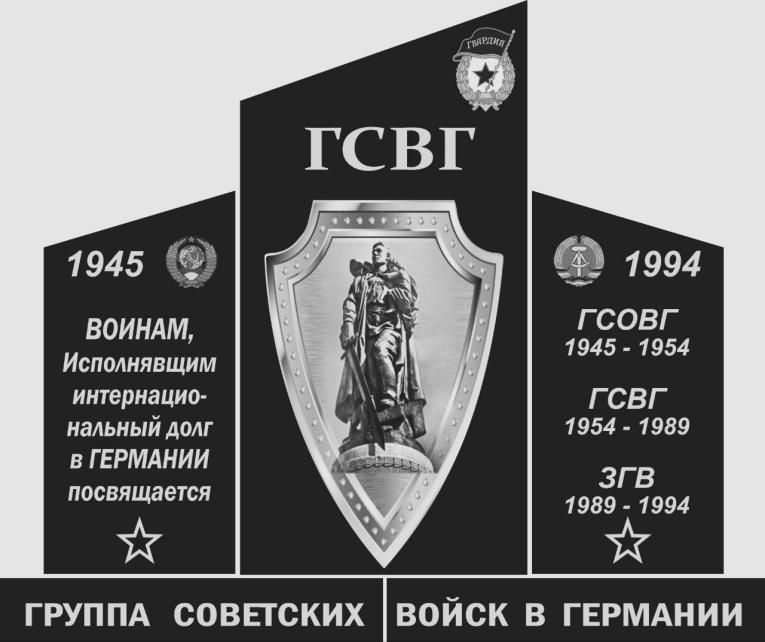 ГВАРДИЯ
ГСВГ
1945
ВОИНАМ,
Исполнявщим
интернацио-
нальный долг
в ГЕРМАНИИ
посвящается
1994
ГСОВГ
1945 - 1954
ГСВГ
1954 - 1989
ЗГВ
1989 - 1994
ГРУППА СОВЕТСКИХ ВОЙСК В ГЕРМАНИИ